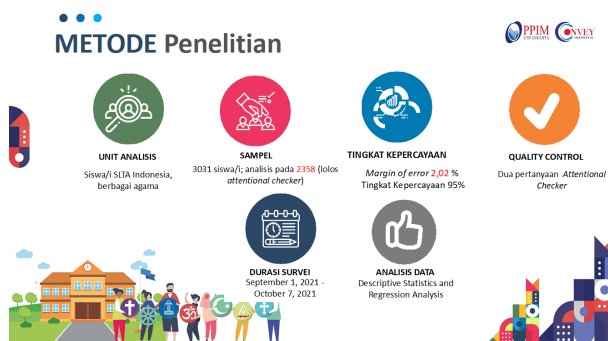 METODE Penelitian
PPIM
UIN JAKARTA
CONVEY
INDONESIA
UNIT ANALISIS
Siswa/i SLTA Indonesia,
berbagai agama
SAMPEL
3031 siswa/i; analisis pada 2358 (lolos
attentional checker)
TINGKAT KEPERCAYAAN
Margin of error 2,02 %
Tingkat Kepercayaan 95%
QUALITY CONTROL
Dua pertanyaan Attentional
Checker
DURASI SURVEI
September 1, 2021 -
October 7, 2021
ANALISIS DATA
Descriptive Statistics and
Regression Analysis